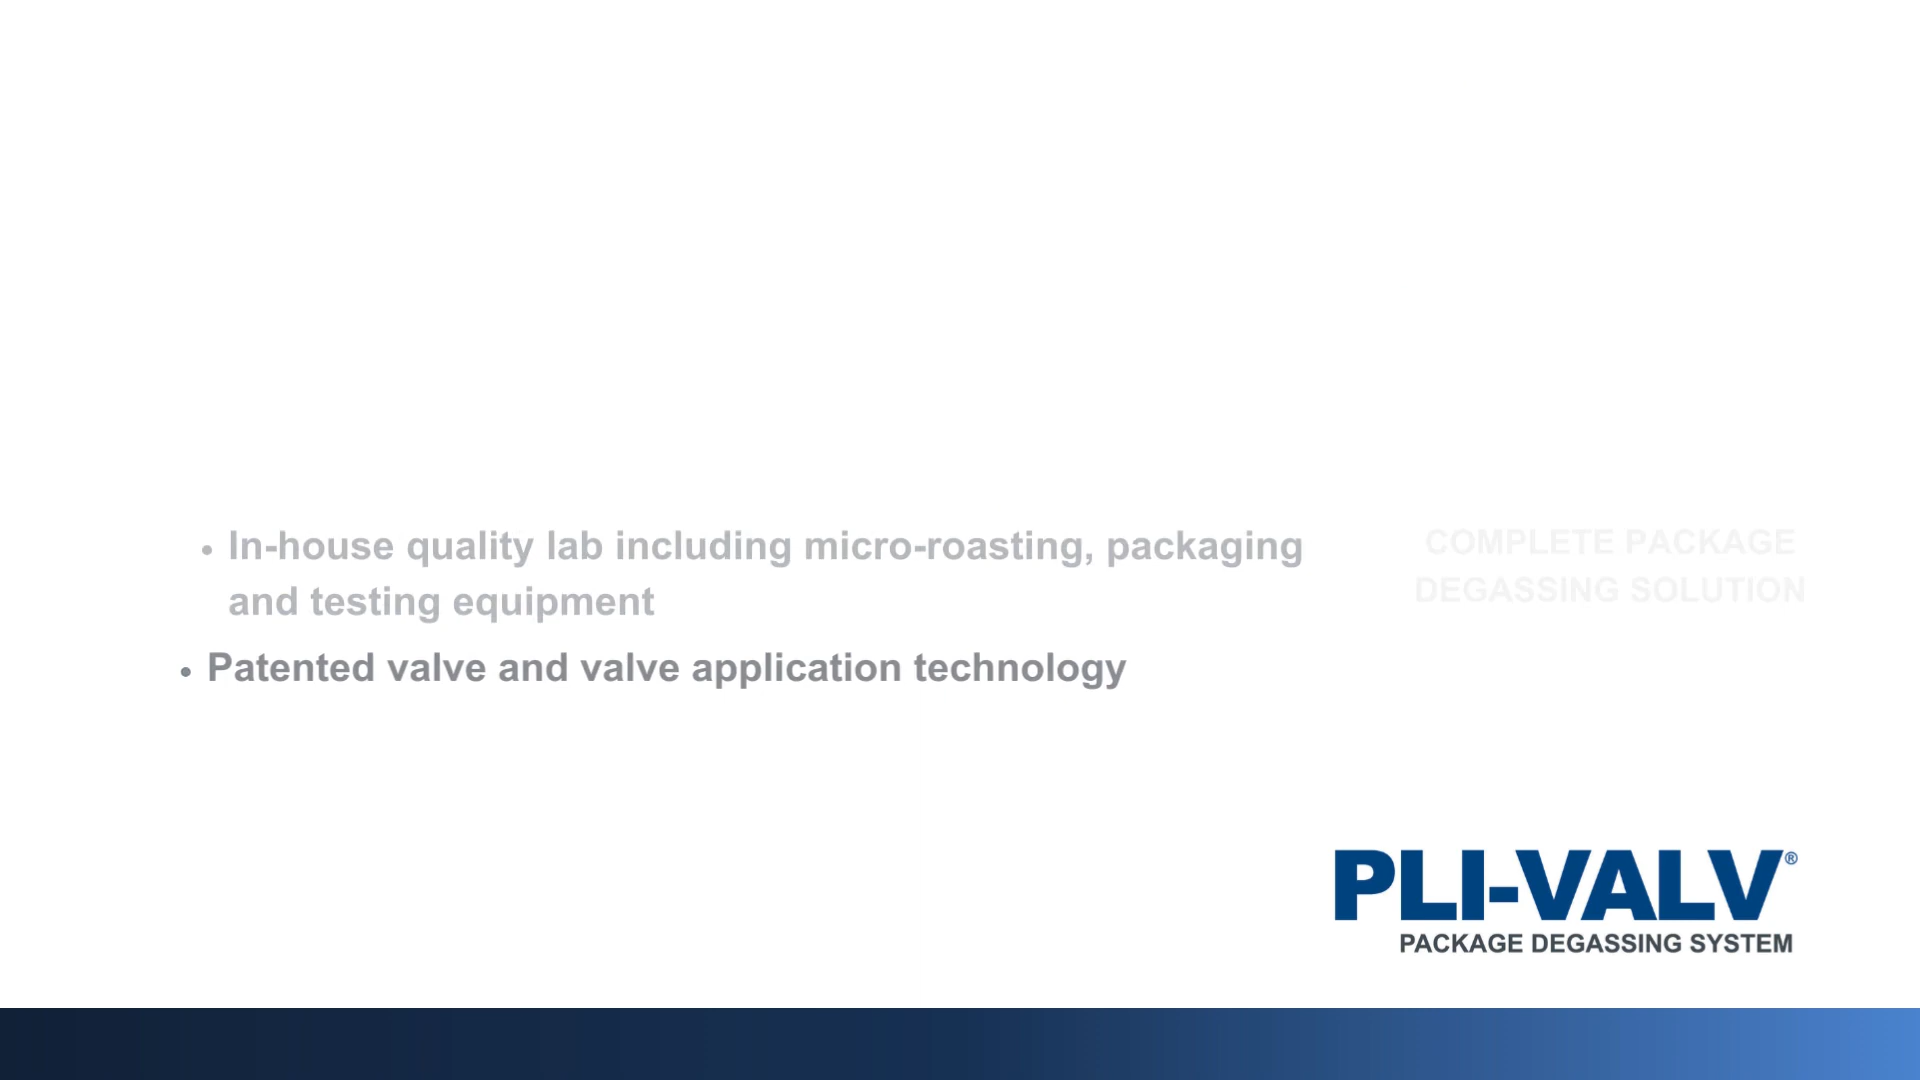 • In-house quality lab including micro-roasting, packaging
and testing equipment
• Patented valve and valve application technology
COMPLETE PACKAGE
DEGASSING SOLUTION
PLI-VALV®
PACKAGE DEGASSING SYSTEM